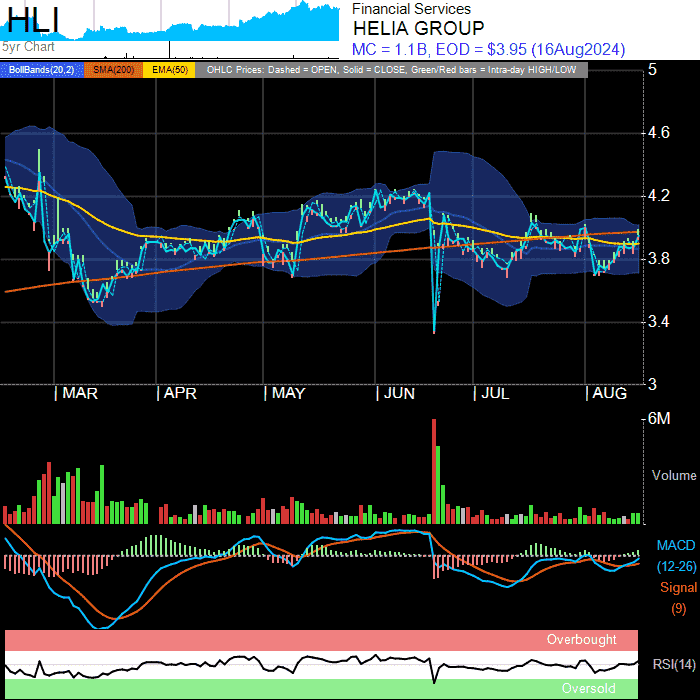 HLI
5yr Chart
Financial Services
HELIA GROUP
MC = 1.1B, EOD = $3.95 (16Aug2024)
BollBands(20,2) SMA(200) EMA(50) OHLC Prices: Dashed = OPEN, Solid = CLOSE, Green/Red bars = Intra-day HIGH/LOW
5
4.6
4.2
3.8
3.4
3
| MAR | APR | MAY | JUN | JUL | AUG
6M
Volume
MACD
(12-26)
Signal
(9)
Overbought
RSI(14)
Oversold